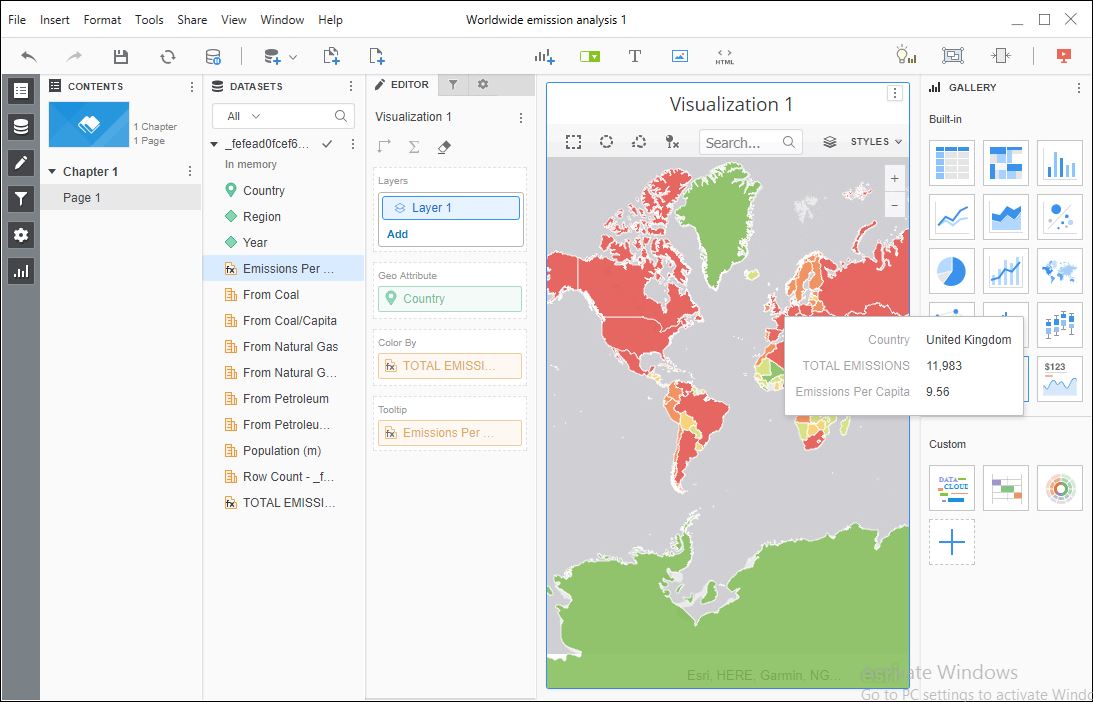 File Insert Format Tools Share View Window Help
Worldwide emission analysis 1
HTML
CONTENTS
1 Chapter
1 Page
Chapter 1
Page 1
DATASETS
All
_fefead0fcef6...
In memory
Country
Region
Year
Emissions Per ...
From Coal
From Coal/Capita
From Natural Gas
From Natural G...
From Petroleum
From Petroleu...
Population (m)
Row Count - _f...
TOTAL EMISSI...
EDITOR
Visualization 1
Layers
Layer 1
Add
Geo Attribute
Country
Color By
TOTAL EMISSI...
Tooltip
Emissions Per ...
Visualization 1
Search...
STYLES
+
−
Country United Kingdom
TOTAL EMISSIONS 11,983
Emissions Per Capita 9.56
Esri, HERE, Garmin, NG...
GALLERY
Built-in
$123
Custom
DATA
CLOUD
Go to PC settings to activate Windo